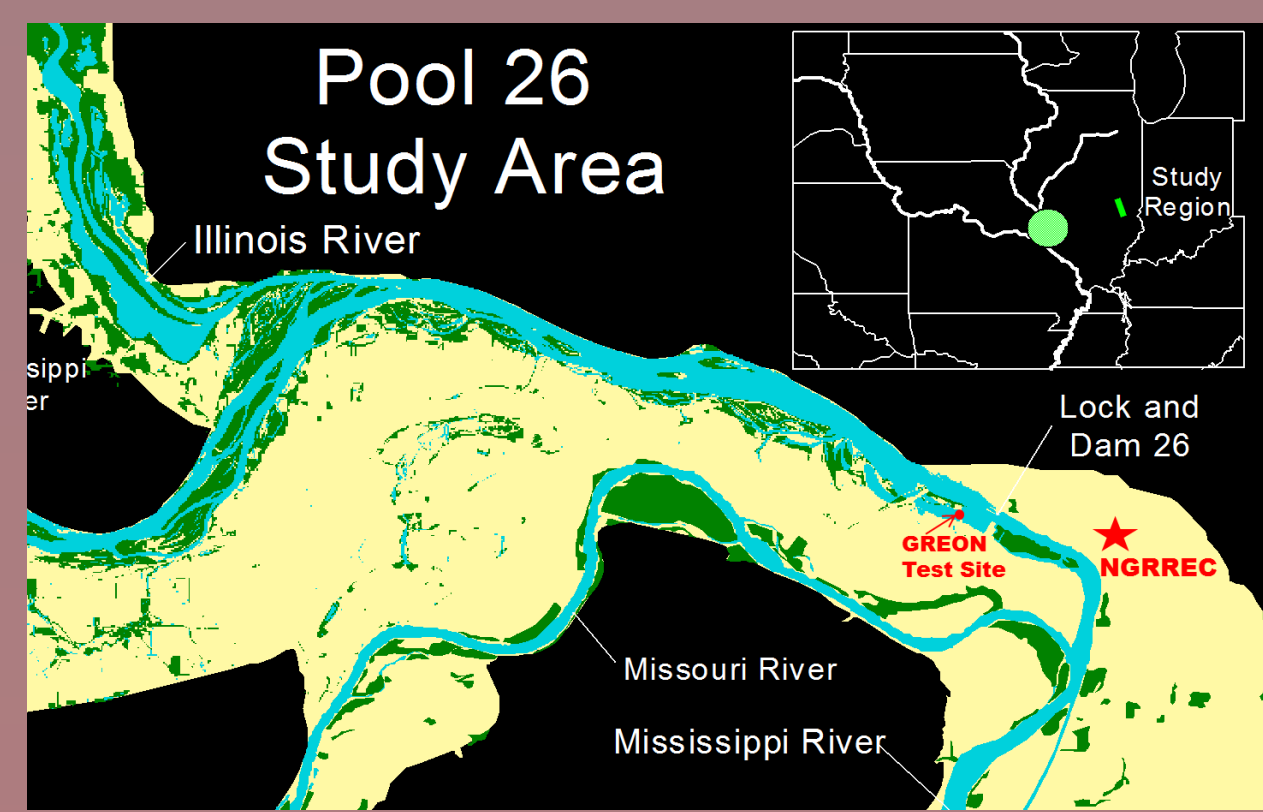 Pool 26
Study Area
Study
Region
Illinois River
sippi
er
Lock and
Dam 26
GREON
Test Site
NGRREC
Missouri River
Mississippi River